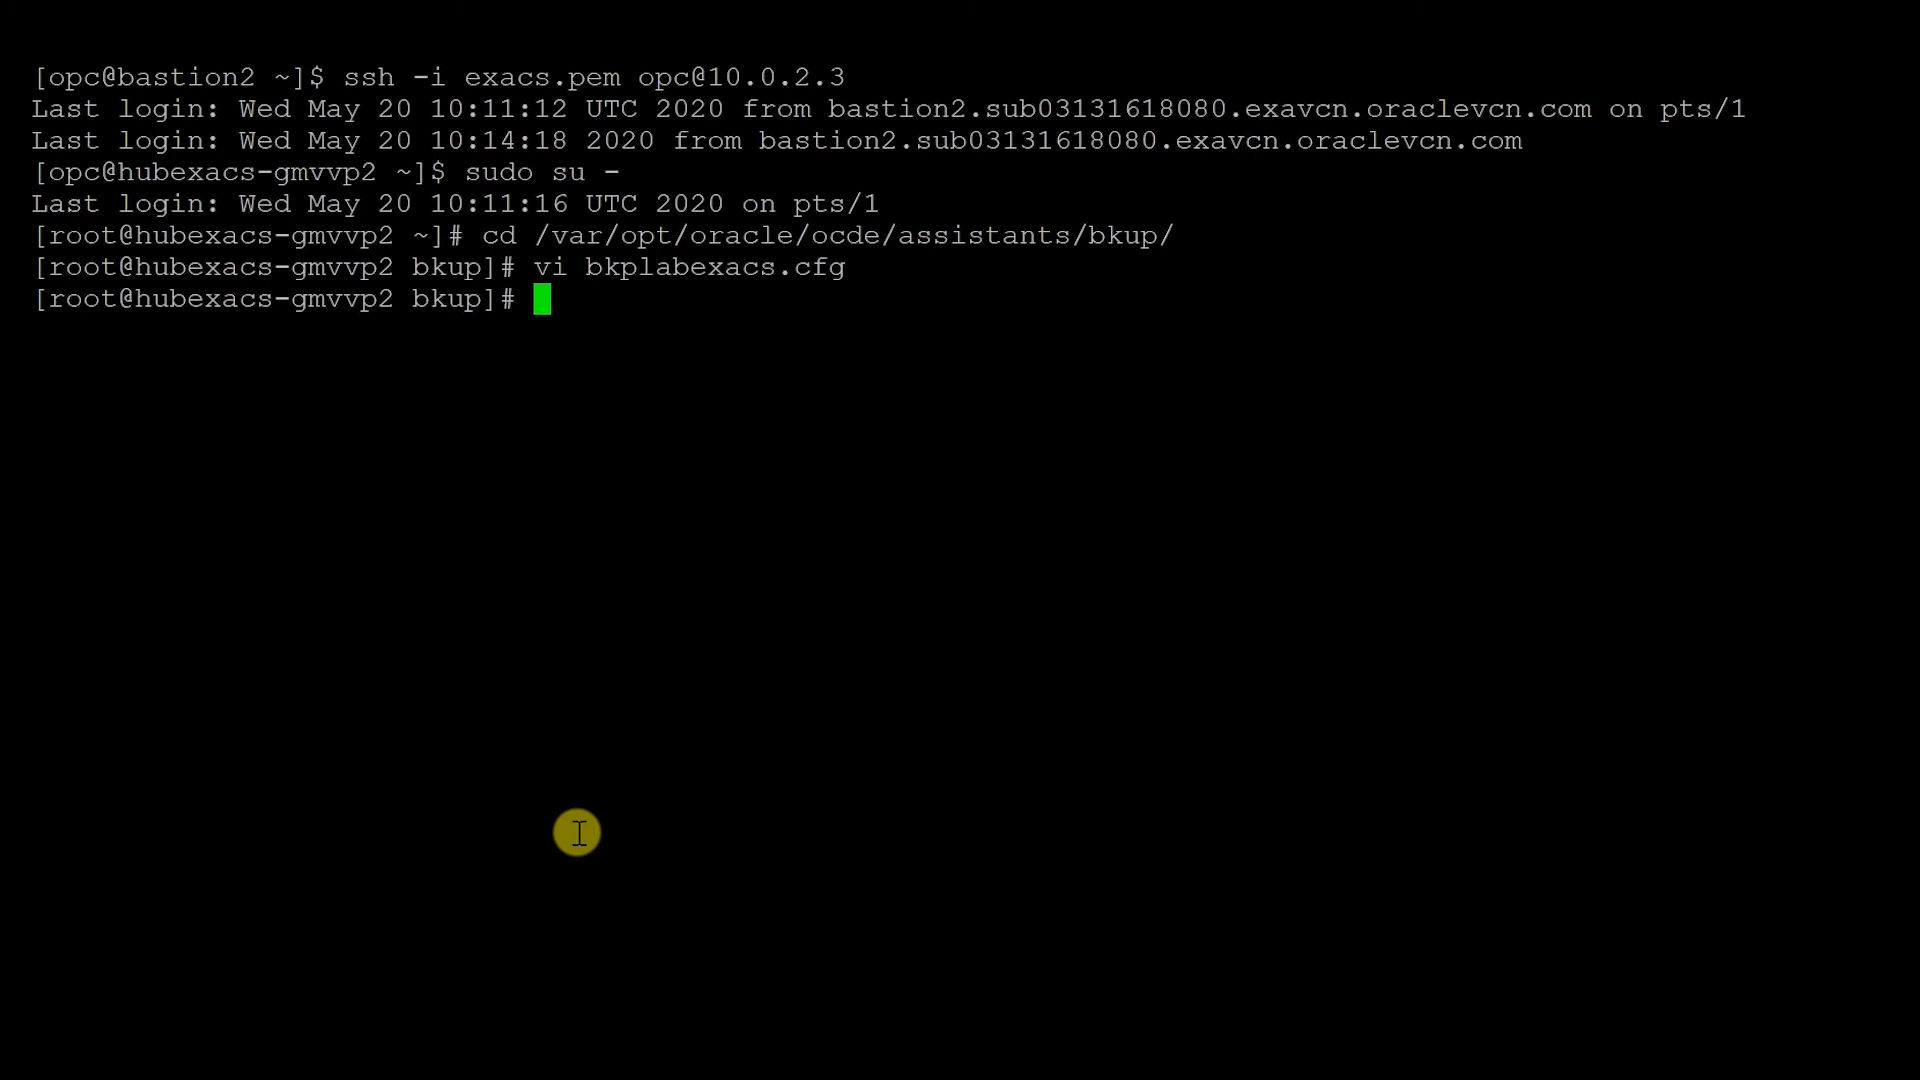 [opc@bastion2 ~]$ ssh -i exacs.pem opc@10.0.2.3
Last login: Wed May 20 10:11:12 UTC 2020 from bastion2.sub03131618080.exavcn.oraclevcn.com on pts/1
Last login: Wed May 20 10:14:18 2020 from bastion2.sub03131618080.exavcn.oraclevcn.com
[opc@hubexacs-gmvvp2 ~]$ sudo su -
Last login: Wed May 20 10:11:16 UTC 2020 on pts/1
[root@hubexacs-gmvvp2 ~]# cd /var/opt/oracle/ocde/assistants/bkup/
[root@hubexacs-gmvvp2 bkup]# vi bkplabexacs.cfg
[root@hubexacs-gmvvp2 bkup]#